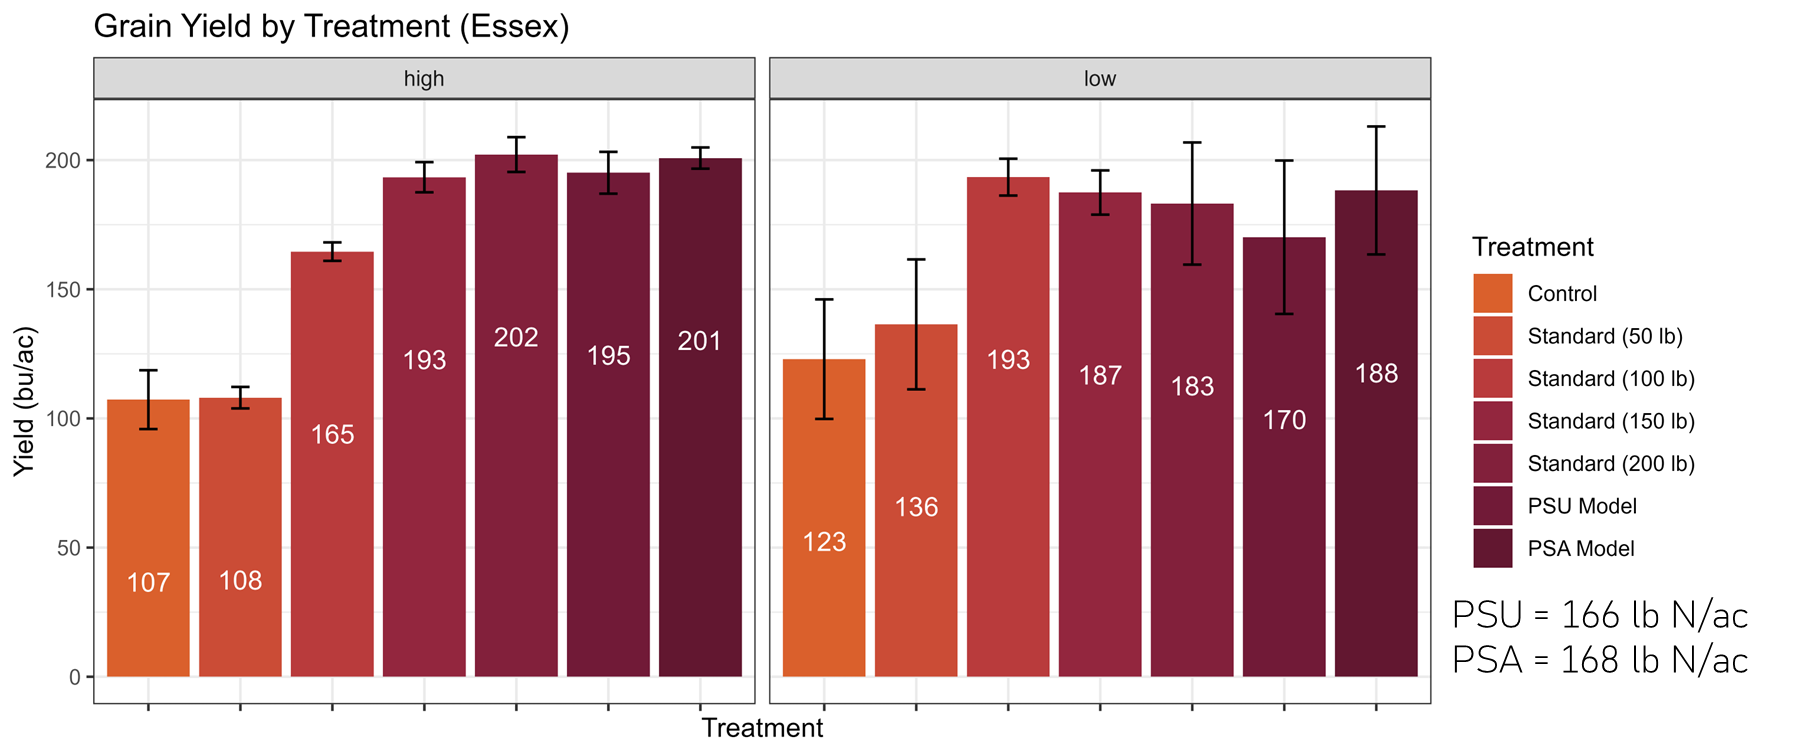 Grain Yield by Treatment (Essex)
high
low
Yield (bu/ac)
200
150
100
50
0
107
108
165
193
202
195
201
123
136
193
187
183
170
188
Treatment
Treatment
Control
Standard (50 lb)
Standard (100 lb)
Standard (150 lb)
Standard (200 lb)
PSU Model
PSA Model
PSU = 166 lb N/ac
PSA = 168 lb N/ac